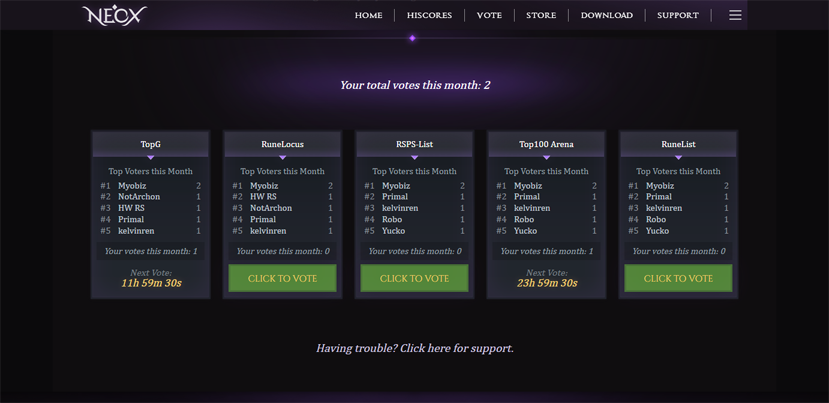 NEOX
HOME HISCORES VOTE STORE DOWNLOAD SUPPORT
Your total votes this month: 2
TopG
Top Voters this Month
#1 Myobiz 2
#2 NotArchon 1
#3 HW RS 1
#4 Primal 1
#5 kelvinren 1
Your votes this month: 1
Next Vote:
11h 59m 30s
RuneLocus
Top Voters this Month
#1 Myobiz 2
#2 HW RS 1
#3 NotArchon 1
#4 Primal 1
#5 kelvinren 1
Your votes this month: 0
CLICK TO VOTE
RSPS-List
Top Voters this Month
#1 Myobiz 2
#2 Primal 1
#3 kelvinren 1
#4 Robo 1
#5 Yucko 1
Your votes this month: 0
CLICK TO VOTE
Top100 Arena
Top Voters this Month
#1 Myobiz 2
#2 Primal 1
#3 kelvinren 1
#4 Robo 1
#5 Yucko 1
Your votes this month: 1
Next Vote:
23h 59m 30s
RuneList
Top Voters this Month
#1 Myobiz 2
#2 Primal 1
#3 kelvinren 1
#4 Robo 1
#5 Yucko 1
Your votes this month: 0
CLICK TO VOTE
Having trouble? Click here for support.